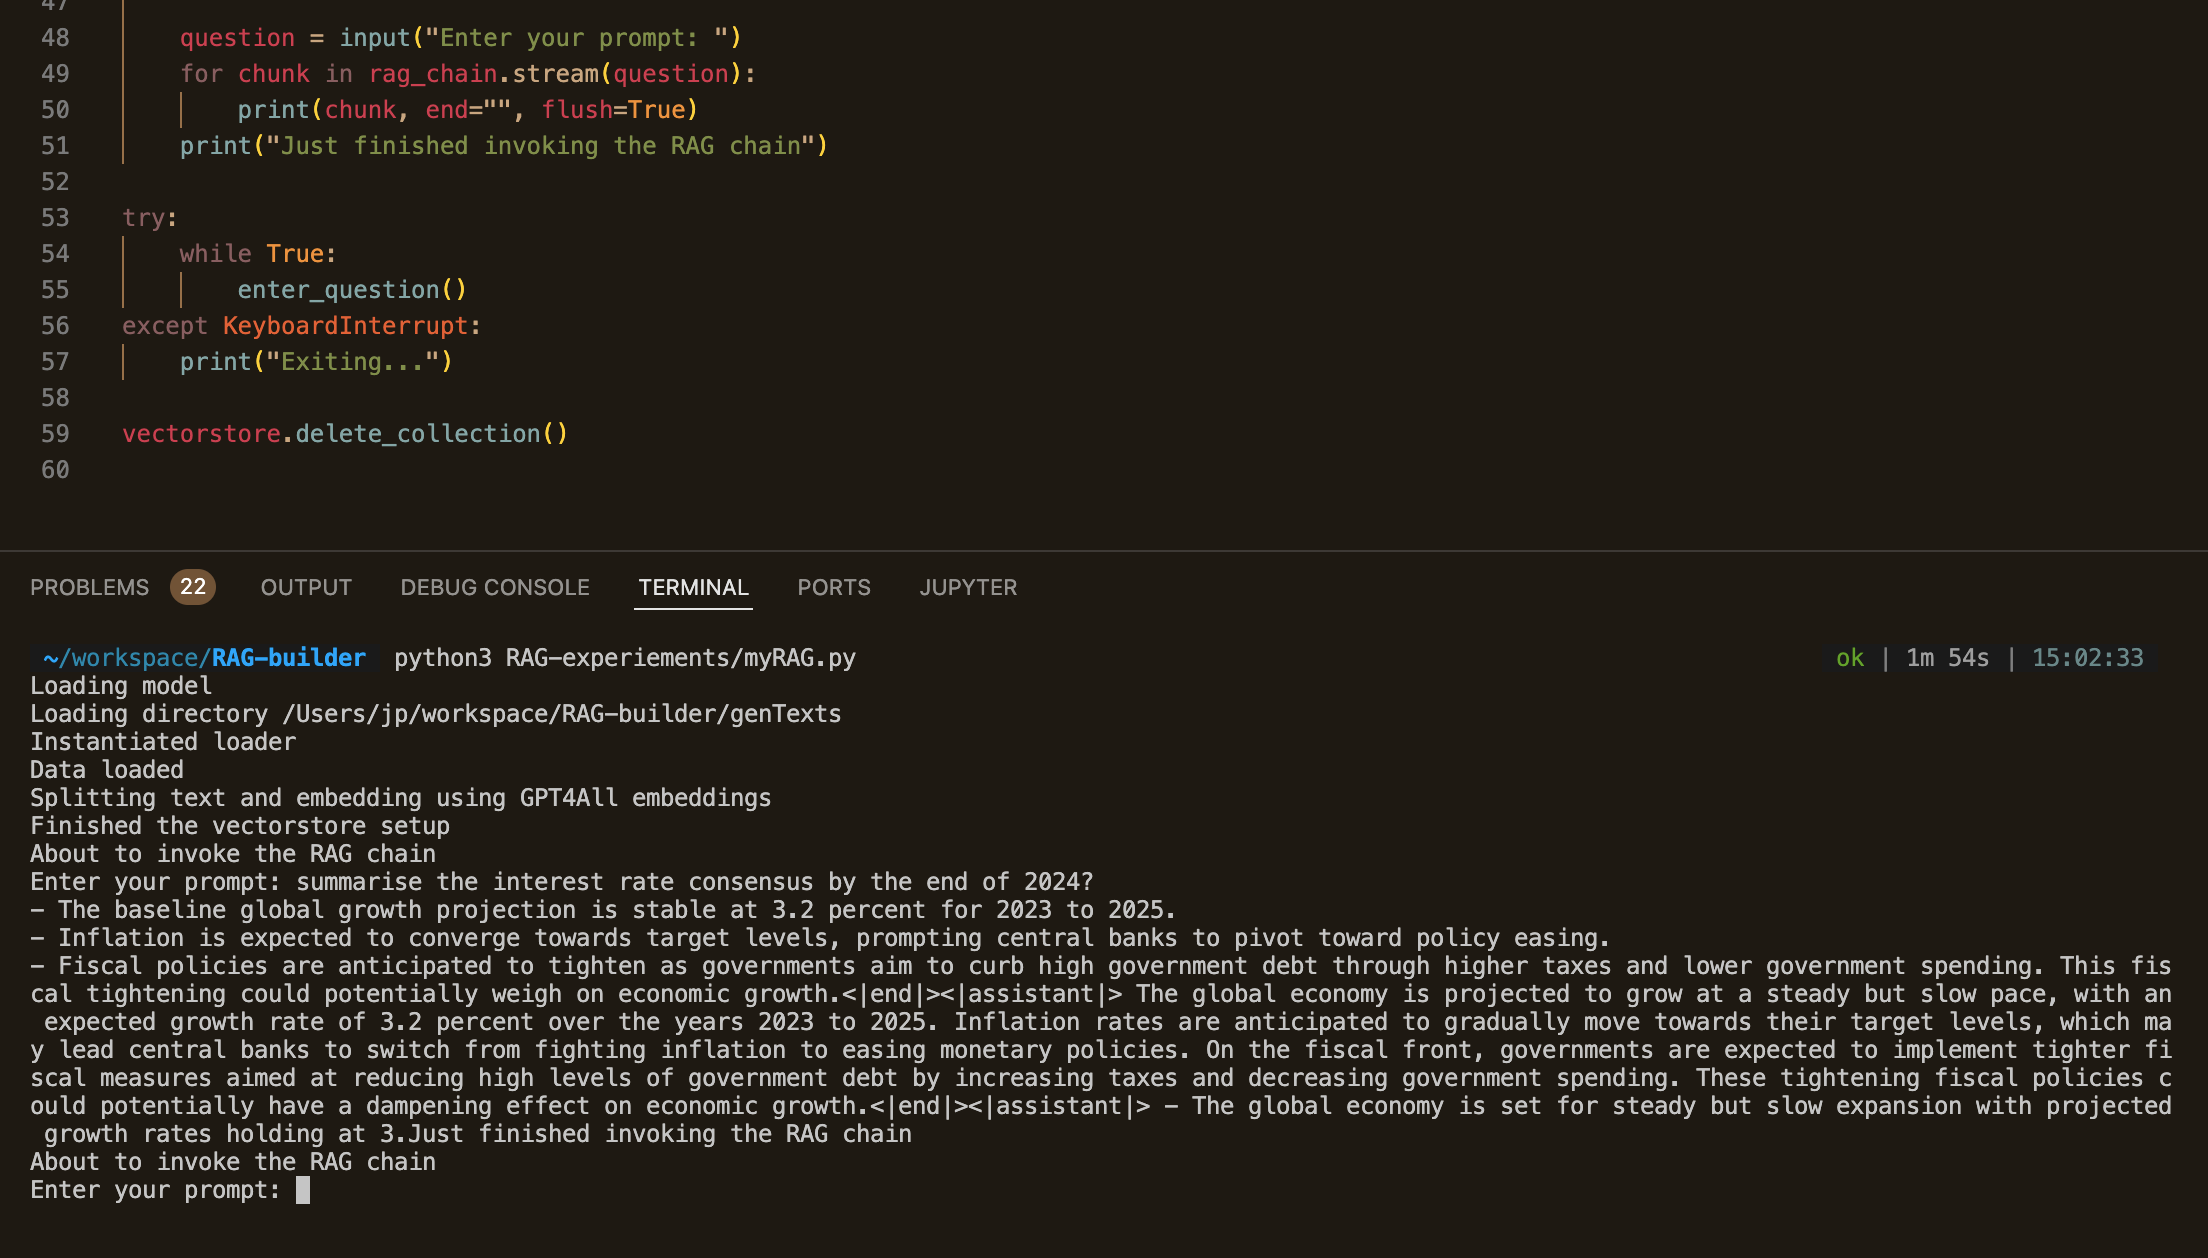 47
48 question = input("Enter your prompt: ")
49 for chunk in rag_chain.stream(question):
50 print(chunk, end="", flush=True)
51 print("Just finished invoking the RAG chain")
52
53 try:
54 while True:
55 enter_question()
56 except KeyboardInterrupt:
57 print("Exiting...")
58
59 vectorstore.delete_collection()
60
PROBLEMS 22 OUTPUT DEBUG CONSOLE TERMINAL PORTS JUPYTER
~/workspace/RAG-builder python3 RAG-experiements/myRAG.py ok | 1m 54s | 15:02:33
Loading model
Loading directory /Users/jp/workspace/RAG-builder/genTexts
Instantiated loader
Data loaded
Splitting text and embedding using GPT4All embeddings
Finished the vectorstore setup
About to invoke the RAG chain
Enter your prompt: summarise the interest rate consensus by the end of 2024?
- The baseline global growth projection is stable at 3.2 percent for 2023 to 2025.
- Inflation is expected to converge towards target levels, prompting central banks to pivot toward policy easing.
- Fiscal policies are anticipated to tighten as governments aim to curb high government debt through higher taxes and lower government spending. This fis
cal tightening could potentially weigh on economic growth.<|end|><|assistant|> The global economy is projected to grow at a steady but slow pace, with an
expected growth rate of 3.2 percent over the years 2023 to 2025. Inflation rates are anticipated to gradually move towards their target levels, which ma
y lead central banks to switch from fighting inflation to easing monetary policies. On the fiscal front, governments are expected to implement tighter fi
scal measures aimed at reducing high levels of government debt by increasing taxes and decreasing government spending. These tightening fiscal policies c
ould potentially have a dampening effect on economic growth.<|end|><|assistant|> - The global economy is set for steady but slow expansion with projected
growth rates holding at 3.Just finished invoking the RAG chain
About to invoke the RAG chain
Enter your prompt: